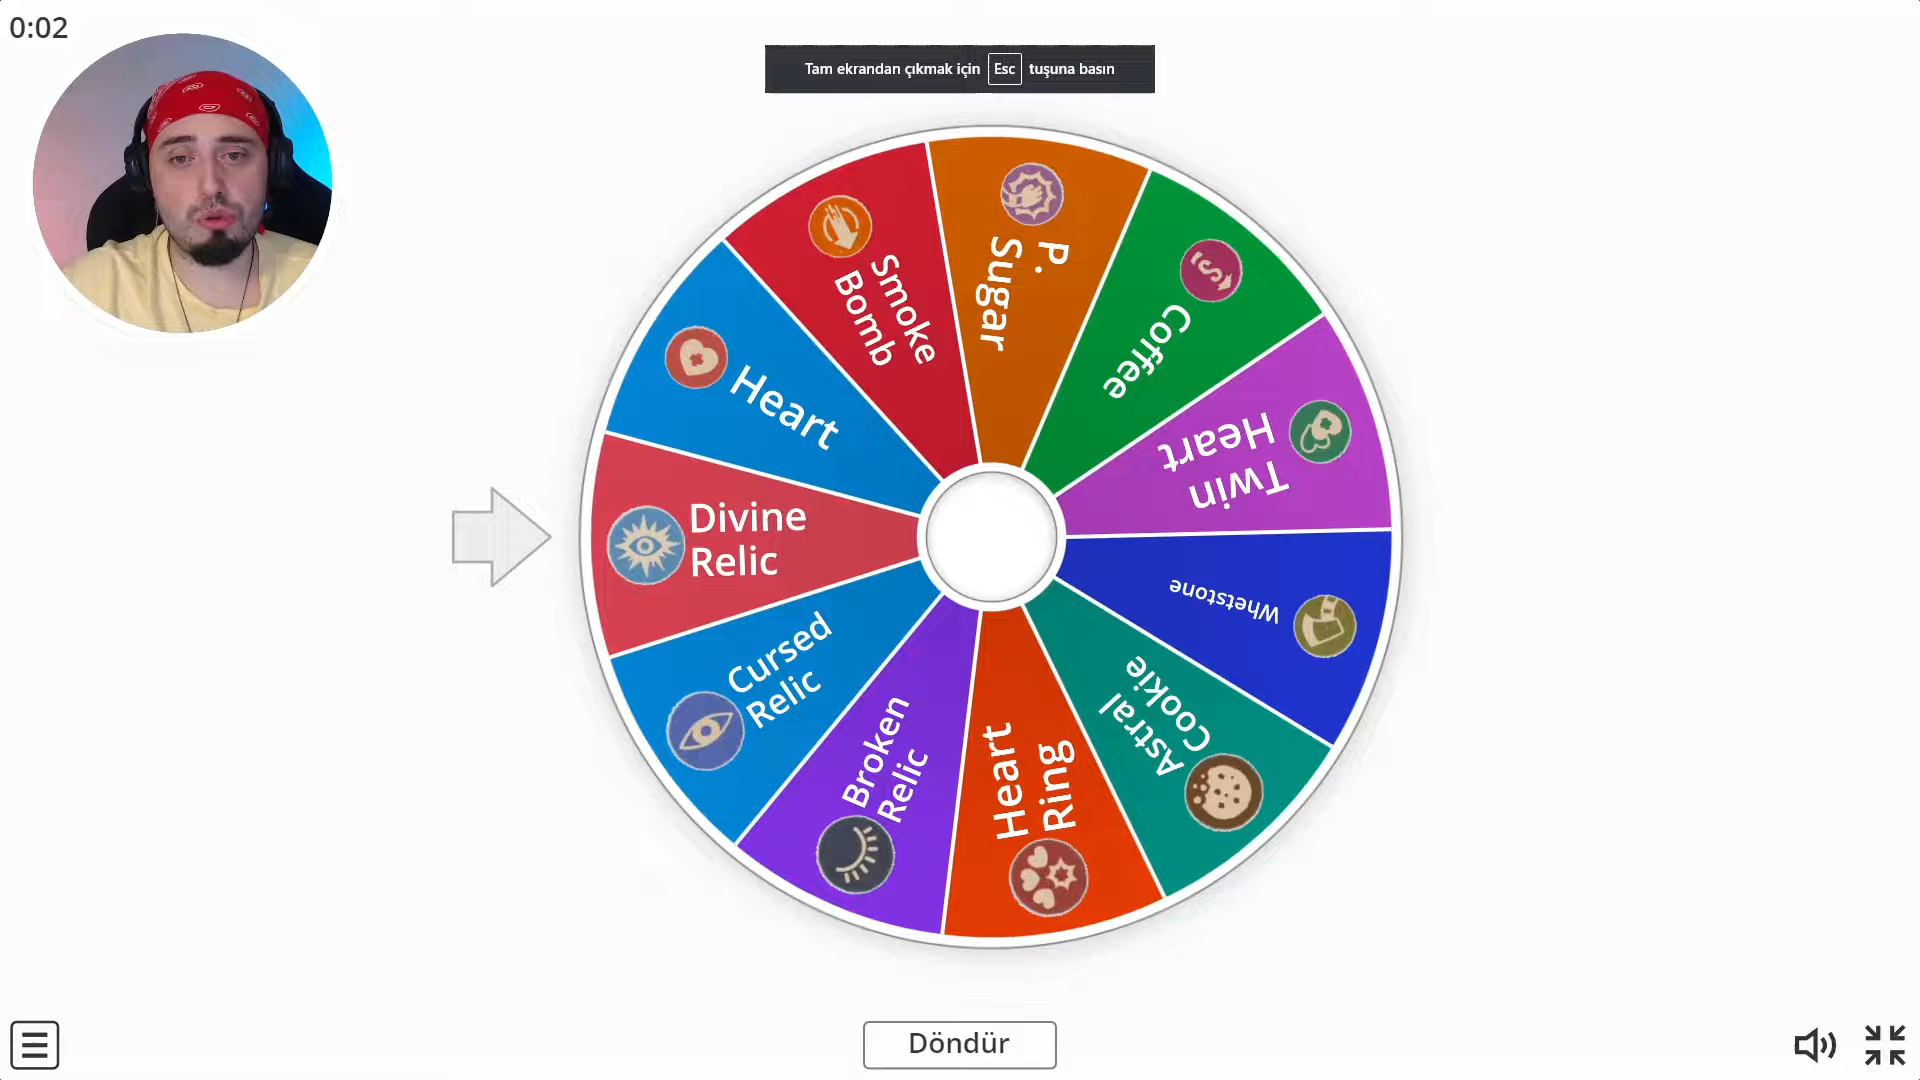 0:02
Tam ekrandan çıkmak için Esc tuşuna basın
P.
Sugar
Coffee
Twin
Heart
Whetstone
Astral
Cookie
Heart
Ring
Broken
Relic
Cursed
Relic
Divine
Relic
Heart
Smoke
Bomb
Döndür